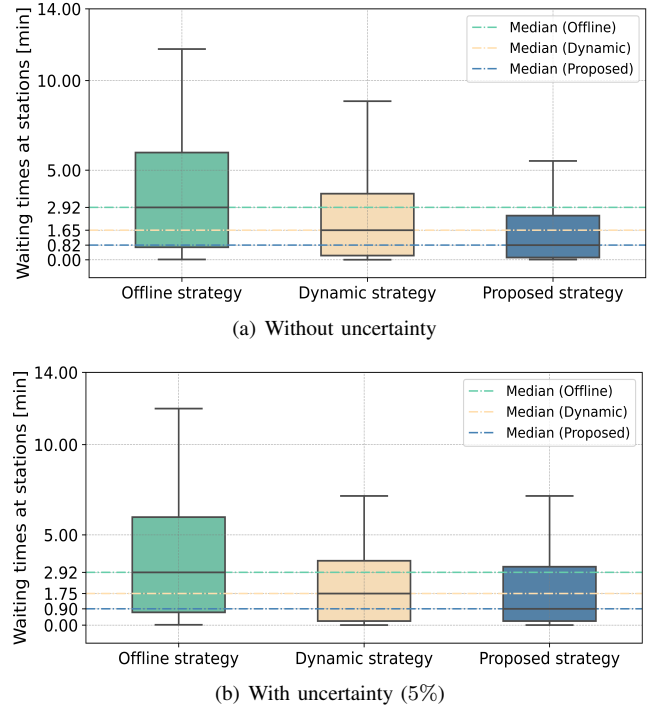 14.00
10.00
5.00
2.92
1.65
0.82
0.00
Waiting times at stations [min]
Median (Offline)
Median (Dynamic)
Median (Proposed)
Offline strategy Dynamic strategy Proposed strategy
(a) Without uncertainty
14.00
10.00
5.00
2.92
1.75
0.90
0.00
Waiting times at stations [min]
Median (Offline)
Median (Dynamic)
Median (Proposed)
Offline strategy Dynamic strategy Proposed strategy
(b) With uncertainty (5%)